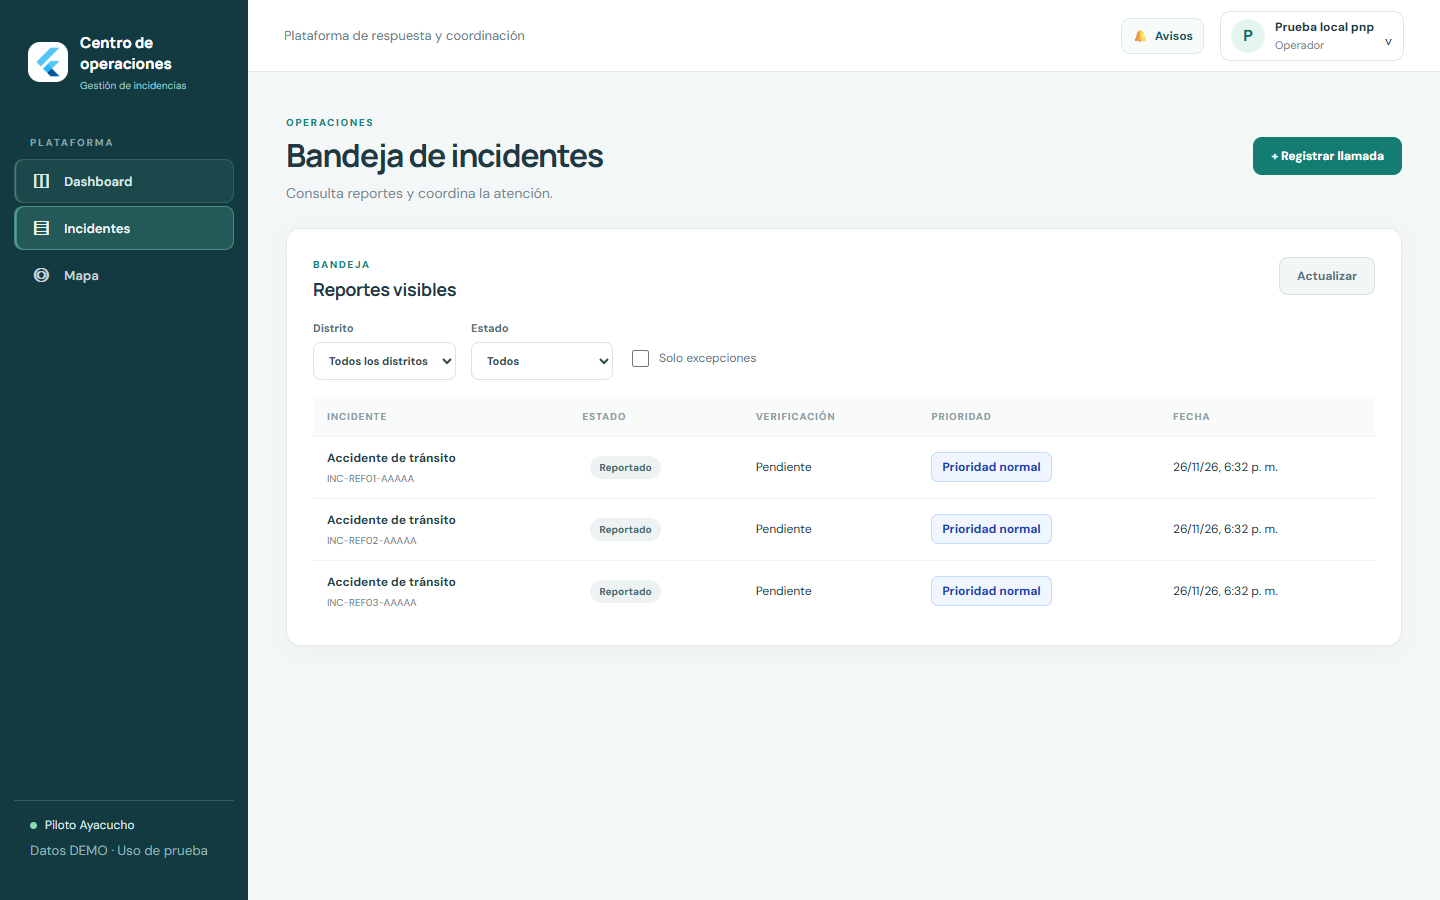 Centro de
operaciones
Gestión de incidencias
PLATAFORMA
Dashboard
Incidentes
Mapa
Piloto Ayacucho
Datos DEMO · Uso de prueba
Plataforma de respuesta y coordinación
Avisos
P
Prueba local pnp
Operador
v
OPERACIONES
Bandeja de incidentes
Consulta reportes y coordina la atención.
+ Registrar llamada
BANDEJA
Reportes visibles
Actualizar
Distrito Estado
Todos los distritos Todos Solo excepciones
INCIDENTE ESTADO VERIFICACIÓN PRIORIDAD FECHA
Accidente de tránsito
INC-REF01-AAAAA
Reportado Pendiente Prioridad normal 26/11/26, 6:32 p. m.
Accidente de tránsito
INC-REF02-AAAAA
Reportado Pendiente Prioridad normal 26/11/26, 6:32 p. m.
Accidente de tránsito
INC-REF03-AAAAA
Reportado Pendiente Prioridad normal 26/11/26, 6:32 p. m.